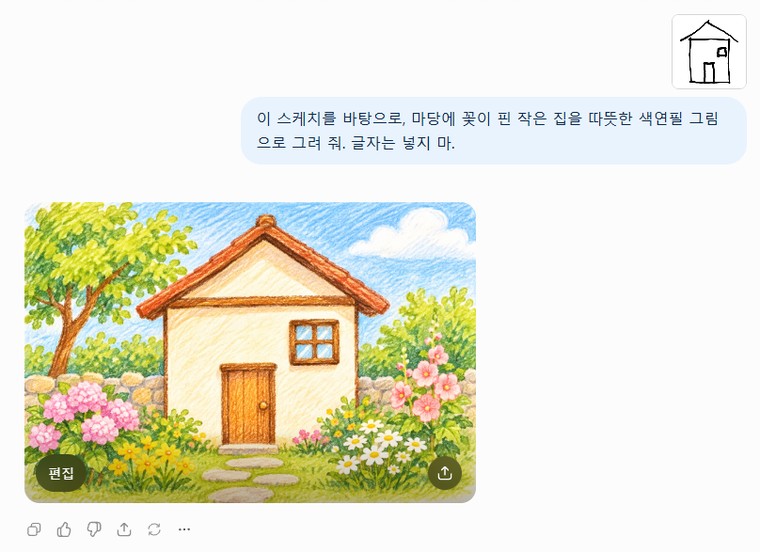 이 스케치를 바탕으로, 마당에 꽃이 핀 작은 집을 따뜻한 색연필 그림
으로 그려 줘. 글자는 넣지 마.
편집